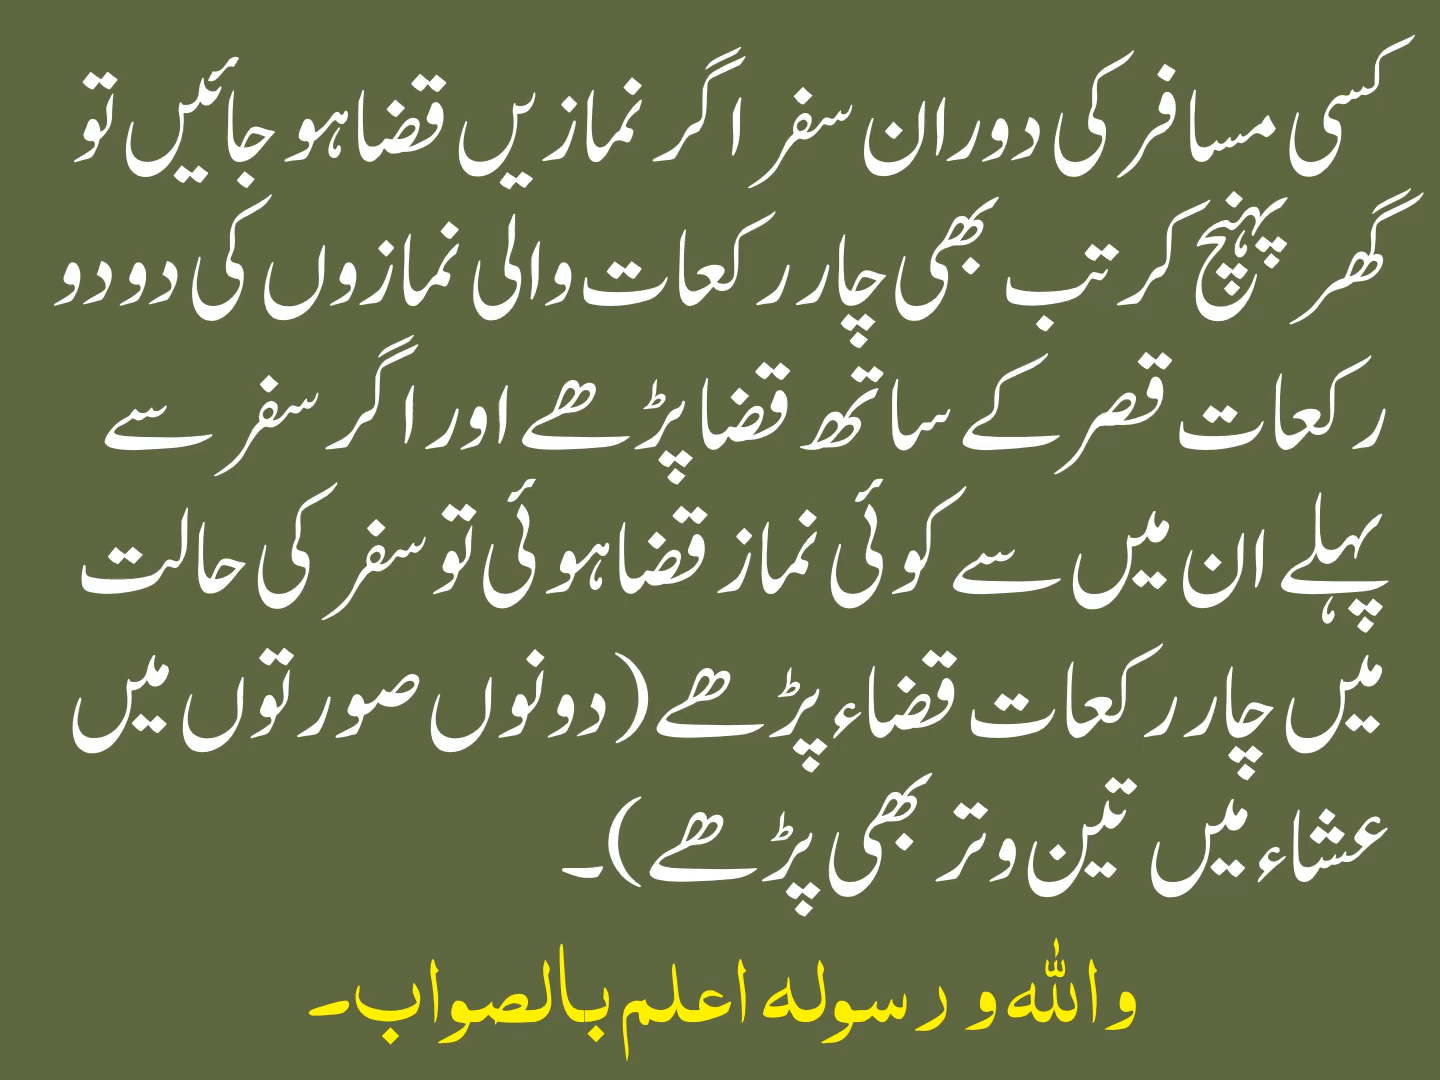 کسی مسافر کی دوران سفر اگر نمازیں قضا ہو جائیں تو
گھر پہنچ کر تب بھی چار رکعات والی نمازوں کی دو دو
رکعات قصر کے ساتھ قضا پڑھے اور اگر سفر سے
پہلے ان میں سے کوئی نماز قضا ہوئی تو سفر کی حالت
میں چار رکعات قضاء پڑھے (دونوں صورتوں میں
عشاء میں تین وتر بھی پڑھے)۔
و اللہ و رسولہ اعلم بالصواب۔